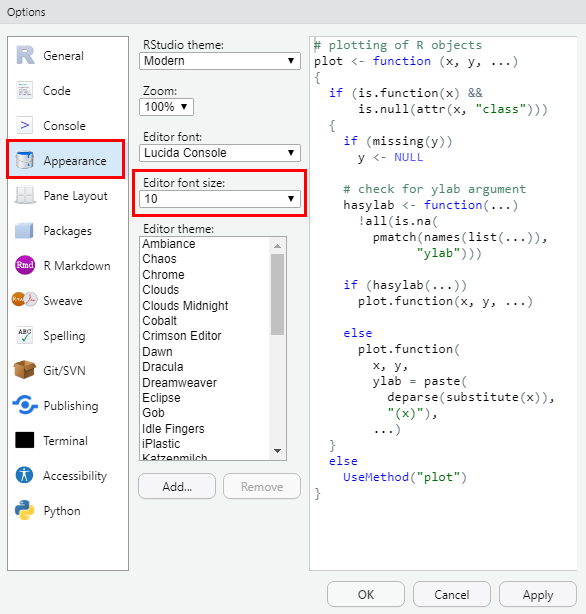 Options
R General
Code
> Console
Appearance
Pane Layout
Packages
Rmd R Markdown
Rnw Sweave
ABC Spelling
Git/SVN
Publishing
Terminal
Accessibility
Python
RStudio theme:
Modern
Zoom:
100%
Editor font:
Lucida Console
Editor font size:
10
Editor theme:
Ambiance
Chaos
Chrome
Clouds
Clouds Midnight
Cobalt
Crimson Editor
Dawn
Dracula
Dreamweaver
Eclipse
Gob
Idle Fingers
iPlastic
Katzenmilch
Add...
Remove
# plotting of R objects
plot <- function (x, y, ...)
{
  if (is.function(x) &&
      is.null(attr(x, "class")))
  {
    if (missing(y))
      y <- NULL

    # check for ylab argument
    hasylab <- function(...)
      !all(is.na(
        pmatch(names(list(...)),
              "ylab")))

    if (hasylab(...))
      plot.function(x, y, ...)

    else
      plot.function(
        x, y,
        ylab = paste(
          deparse(substitute(x)),
          "(x)"),
        ...)
  }
  else
    UseMethod("plot")
}
OK
Cancel
Apply